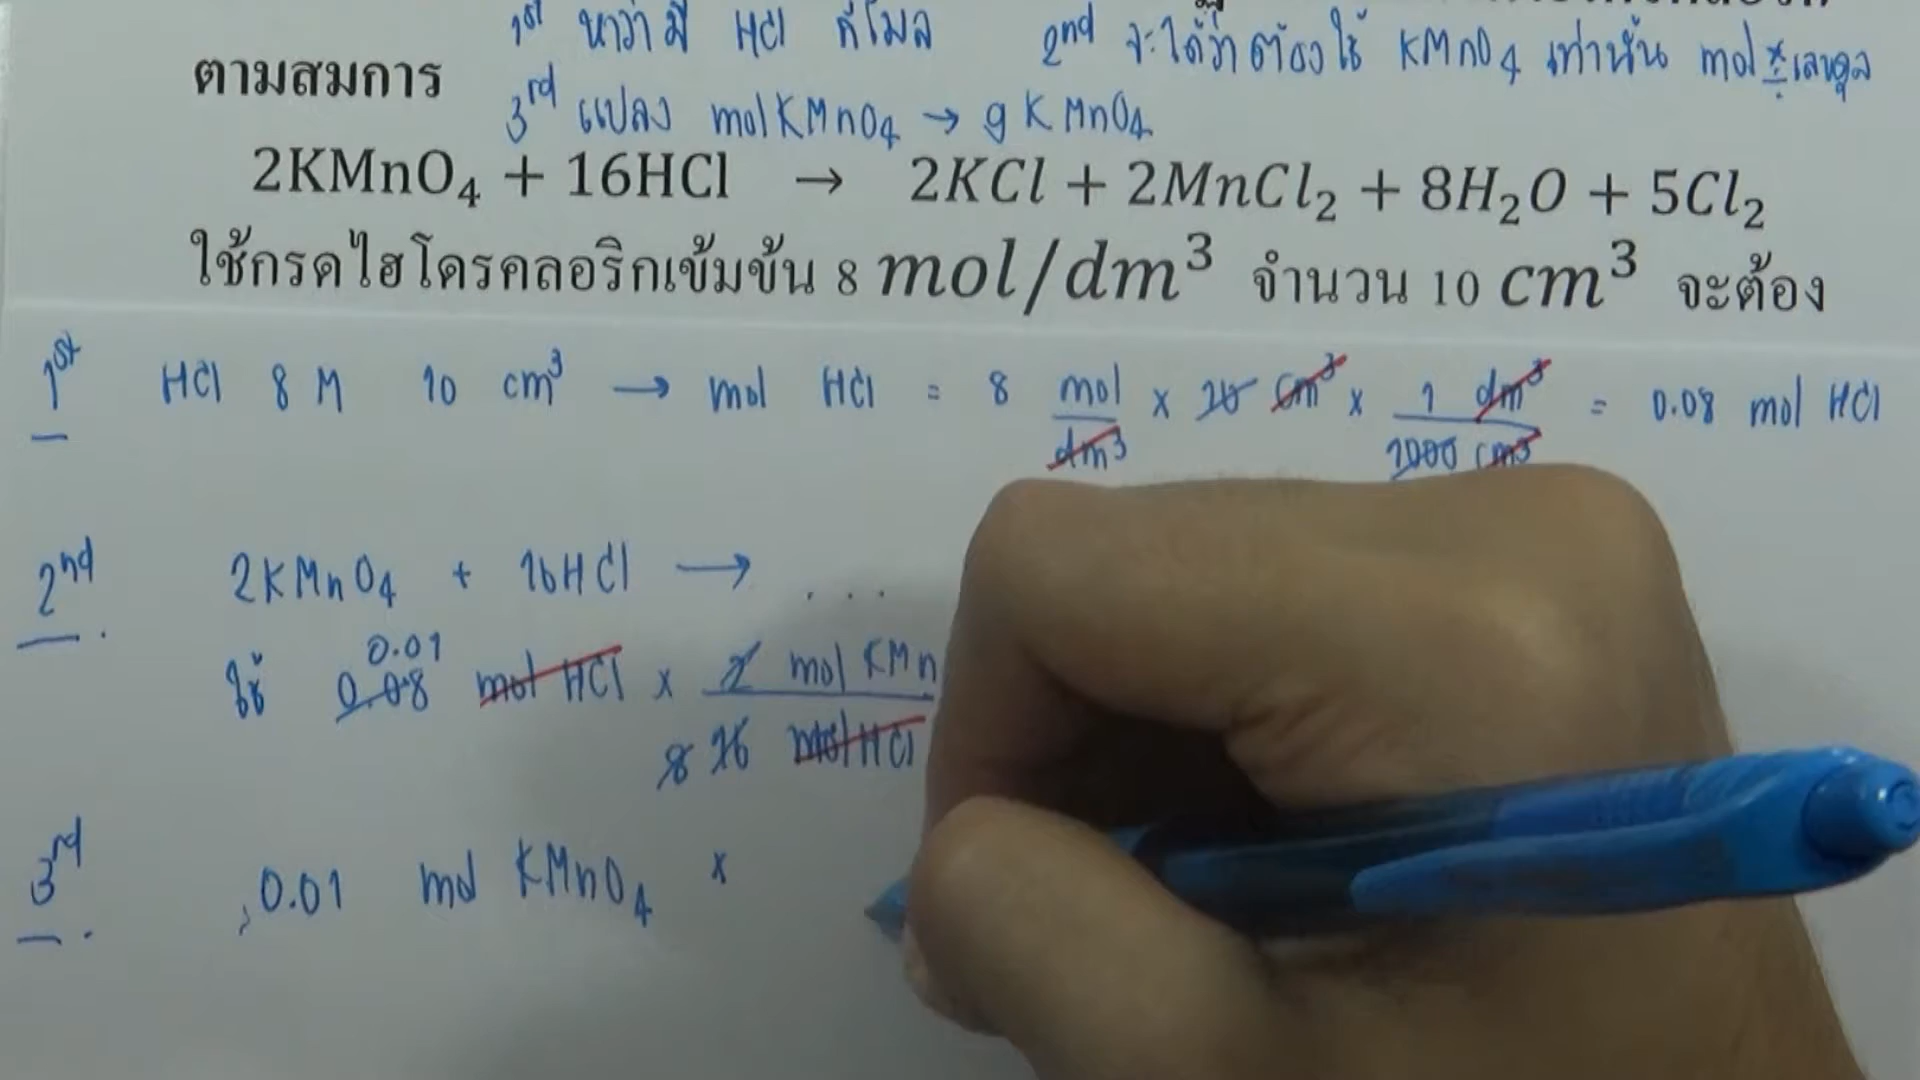 1st หาว่ามี HCl กี่โมล 2nd จะได้ว่าต้องใช้ KMnO4 เท่านั้น mol
ตามสมการ
3rd แปลง mol KMnO4 → g KMnO4
2KMnO₄ + 16HCl → 2KCl + 2MnCl₂ + 8H₂O + 5Cl₂
ใช้กรดไฮโดรคลอริกเข้มข้น 8 mol/dm³ จำนวน 10 cm³ จะต้อง
1st HCl 8 M 10 cm³ → mol HCl = 8 mol/dm³ x 10 cm³ x 1 dm³/1000 cm³ = 0.08 mol HCl
2nd 2KMnO₄ + 16HCl → ...
0.01
ใช้ 0.08 mol HCl x 2 mol KMn
8 16 mol HCl
3rd 0.01 mol KMnO₄ x